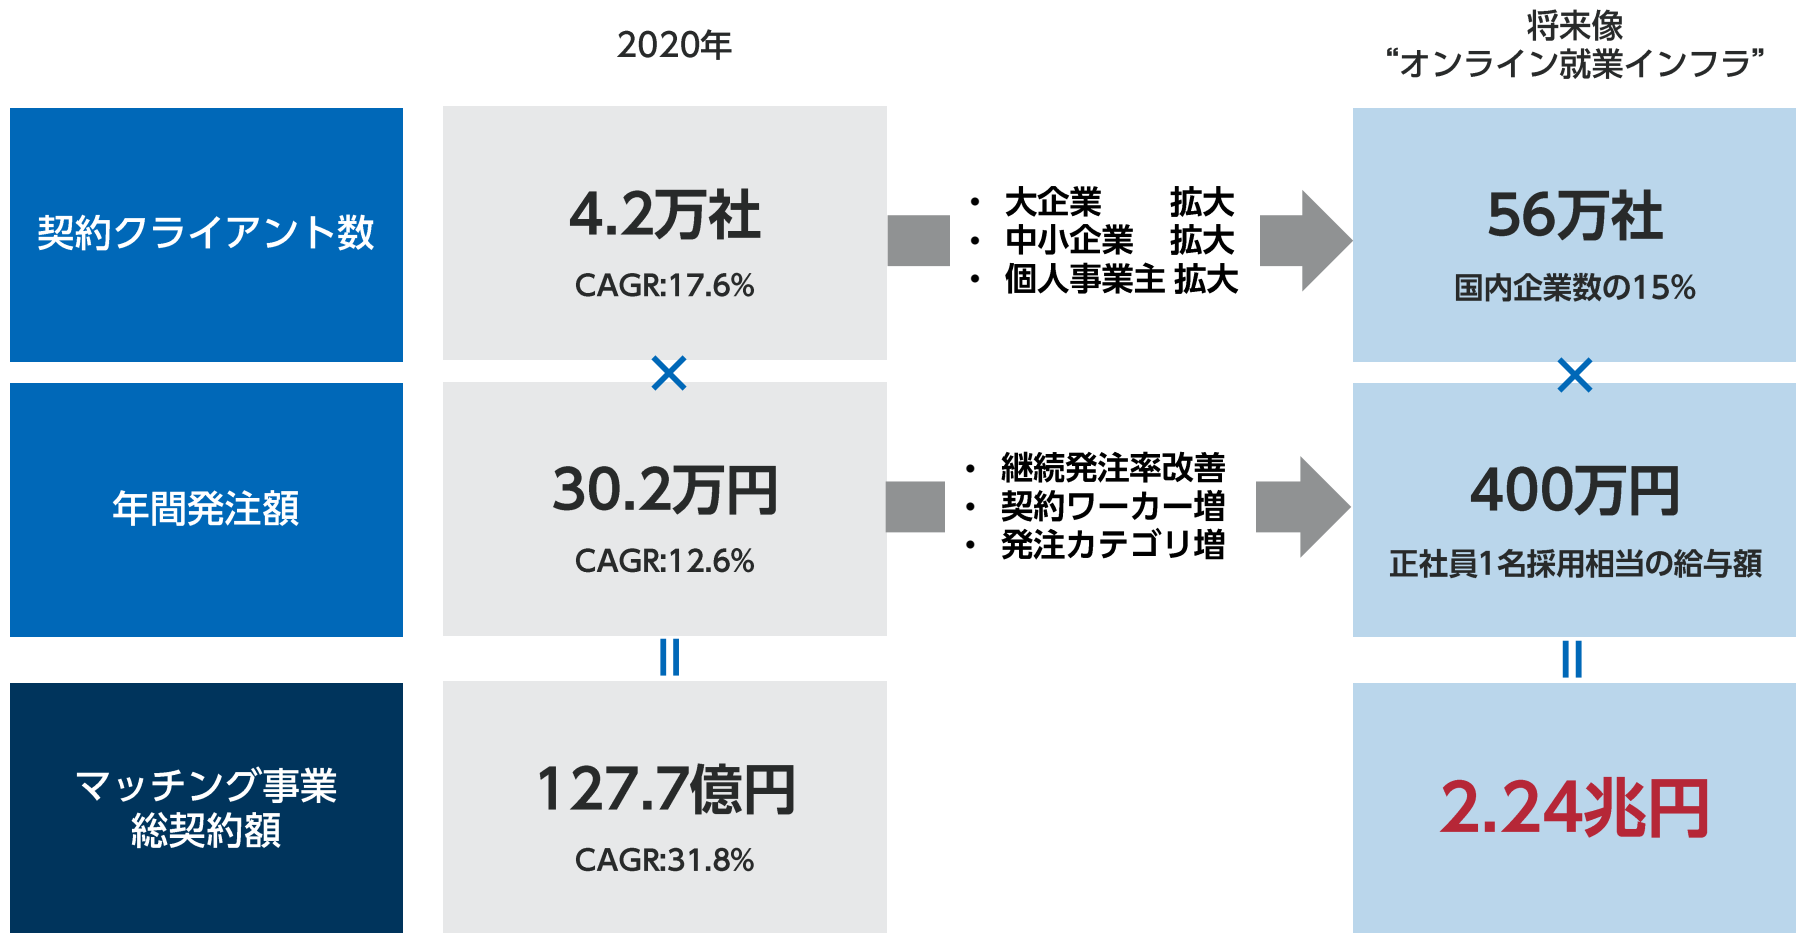 2020年
将来像
“オンライン就業インフラ”
契約クライアント数
4.2万社
CAGR:17.6%
・ 大企業 拡大
・ 中小企業 拡大
・ 個人事業主 拡大
56万社
国内企業数の15%
×
×
年間発注額
30.2万円
CAGR:12.6%
・ 継続発注率改善
・ 契約ワーカー増
・ 発注カテゴリ増
400万円
正社員1名採用相当の給与額
=
=
マッチング事業
総契約額
127.7億円
CAGR:31.8%
2.24兆円